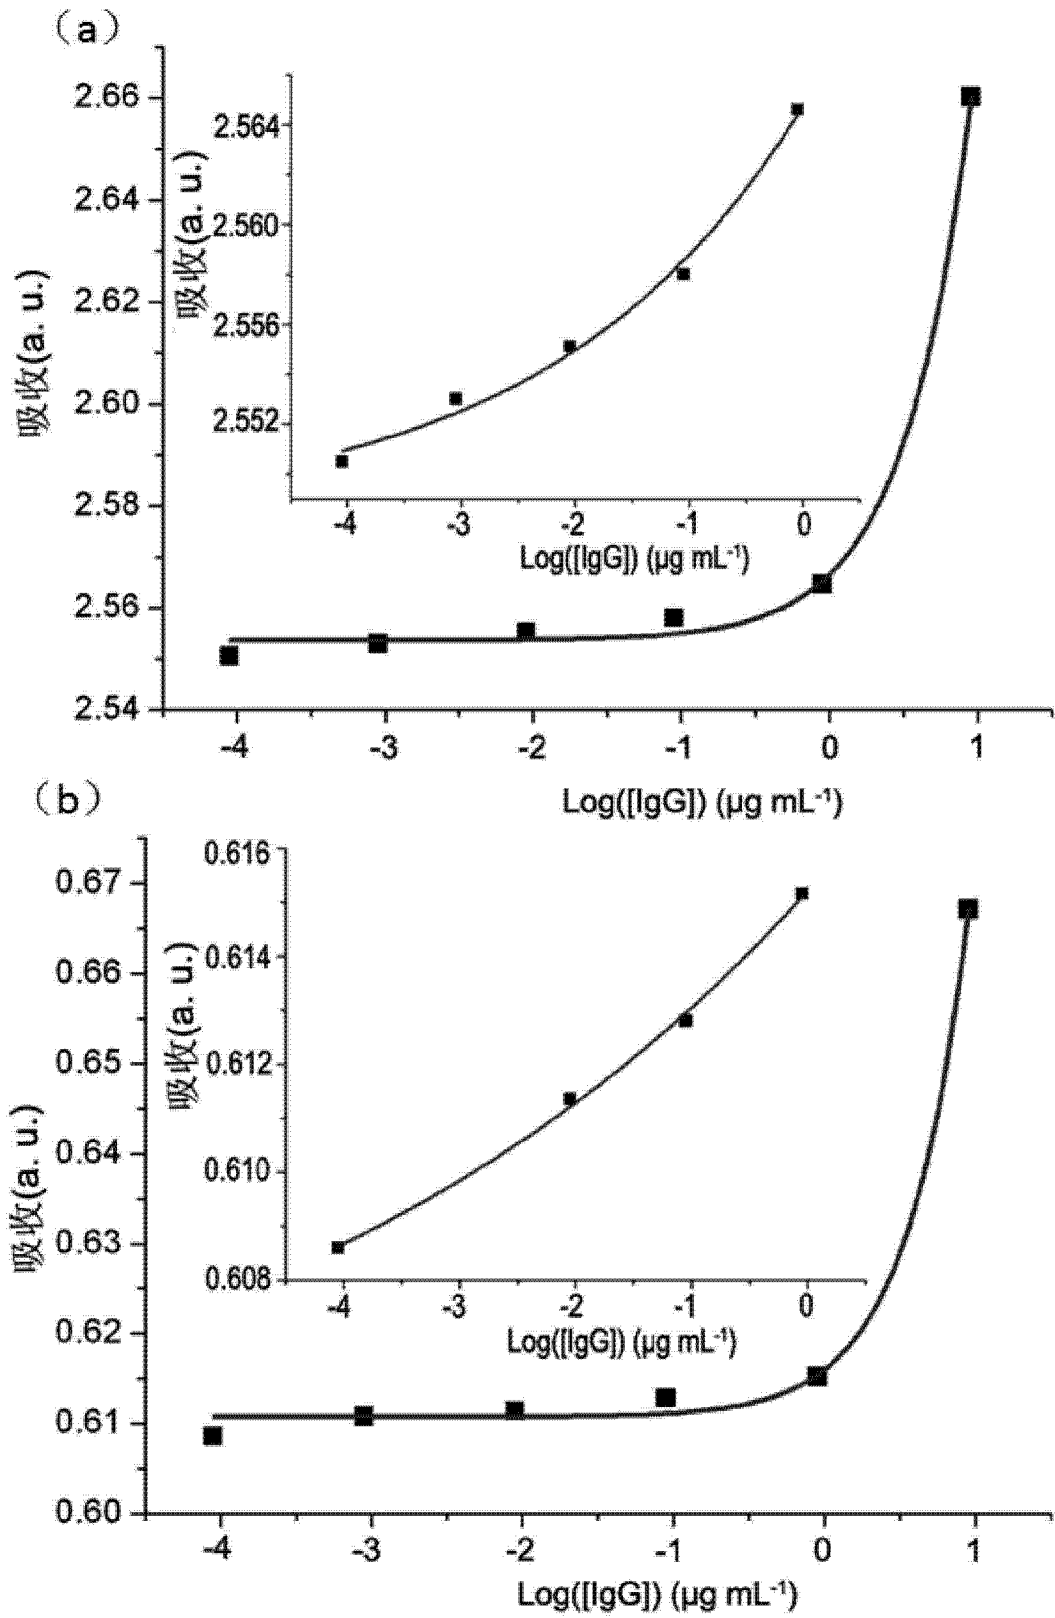 （a）
2.66
2.64
2.62
2.60
2.58
2.56
2.54
吸收(a. u.)
-4 -3 -2 -1 0 1
Log([IgG]) (µg mL-1)
2.564
2.560
2.556
2.552
吸收(a. u.)
-4 -3 -2 -1 0
Log([IgG]) (µg mL-1)
（b）
0.67
0.66
0.65
0.64
0.63
0.62
0.61
0.60
吸收(a. u.)
-4 -3 -2 -1 0 1
Log([IgG]) (µg mL-1)
0.616
0.614
0.612
0.610
0.608
吸收(a. u.)
-4 -3 -2 -1 0
Log([IgG]) (µg mL-1)